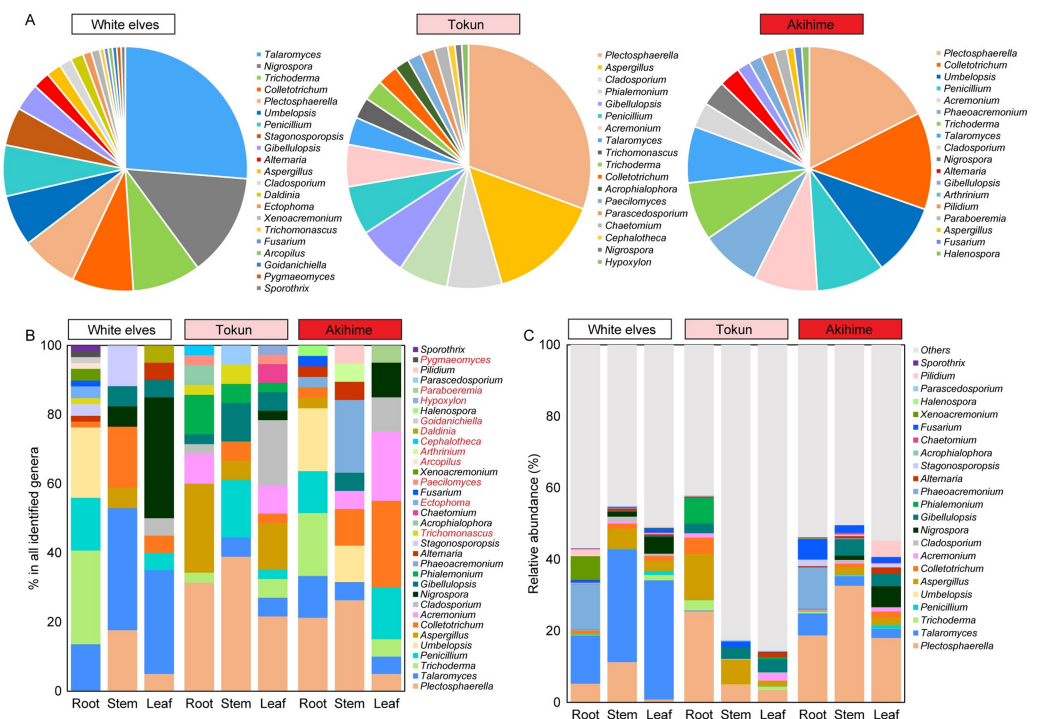 A
White elves
Talaromyces
Nigrospora
Trichoderma
Colletotrichum
Plectosphaerella
Umbelopsis
Penicillium
Stagonosporopsis
Gibellulopsis
Alternaria
Aspergillus
Cladosporium
Daldinia
Ectophoma
Xenoacremonium
Trichomonascus
Fusarium
Arcopilus
Goidanichiella
Pygmaeomyces
Sporothrix
Tokun
Plectosphaerella
Aspergillus
Cladosporium
Phialemonium
Gibellulopsis
Penicillium
Acremonium
Talaromyces
Trichomonascus
Trichoderma
Colletotrichum
Acrophialophora
Paecilomyces
Parascedosporium
Chaetomium
Cephalotheca
Nigrospora
Hypoxylon
Akihime
Plectosphaerella
Colletotrichum
Umbelopsis
Penicillium
Acremonium
Phaeoacremonium
Trichoderma
Talaromyces
Cladosporium
Nigrospora
Alternaria
Gibellulopsis
Arthrinium
Pilidium
Paraboeremia
Aspergillus
Fusarium
Halenospora
B
White elves
Tokun
Akihime
% in all identified genera
100
80
60
40
20
0
Root Stem Leaf Root Stem Leaf Root Stem Leaf
Sporothrix
Pygmaeomyces
Pilidium
Parascedosporium
Paraboeremia
Hypoxylon
Halenospora
Goidanichiella
Daldinia
Cephalotheca
Arthrinium
Arcopilus
Xenoacremonium
Paecilomyces
Fusarium
Ectophoma
Chaetomium
Acrophialophora
Trichomonascus
Stagonosporopsis
Alternaria
Phaeoacremonium
Phialemonium
Gibellulopsis
Nigrospora
Cladosporium
Acremonium
Colletotrichum
Aspergillus
Umbelopsis
Penicillium
Trichoderma
Talaromyces
Plectosphaerella
C
White elves
Tokun
Akihime
Relative abundance (%)
100
80
60
40
20
0
Root Stem Leaf Root Stem Leaf Root Stem Leaf
Others
Sporothrix
Pilidium
Parascedosporium
Halenospora
Xenoacremonium
Fusarium
Chaetomium
Acrophialophora
Stagonosporopsis
Alternaria
Phaeoacremonium
Phialemonium
Gibellulopsis
Nigrospora
Cladosporium
Acremonium
Colletotrichum
Aspergillus
Umbelopsis
Penicillium
Trichoderma
Talaromyces
Plectosphaerella